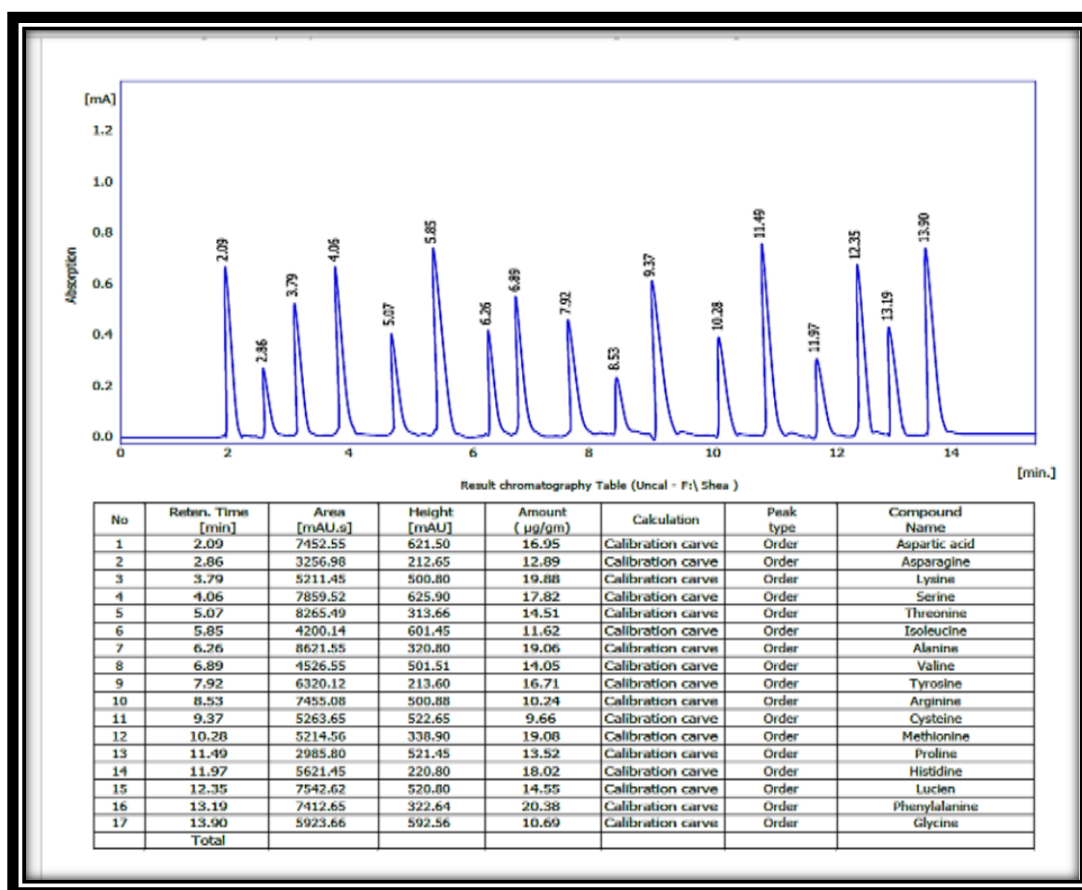 [mA]
1.2
1.0
0.8
0.6
0.4
0.2
0.0
Absorption
2.09
2.86
3.79
4.06
5.07
5.85
6.26
6.89
7.92
8.53
9.37
10.28
11.49
11.97
12.35
13.19
13.90
0 2 4 6 8 10 12 14
[min.]
Result chromatography Table (Uncal - F:\ Shea )
No Reten. Time [min] Area [mAU.s] Height [mAU] Amount ( µg/gm) Calculation Peak type Compound Name
1 2.09 7452.55 621.50 16.95 Calibration carve Order Aspartic acid
2 2.86 3256.98 212.65 12.89 Calibration carve Order Asparagine
3 3.79 5211.45 500.80 19.88 Calibration carve Order Lysine
4 4.06 7859.52 625.90 17.82 Calibration carve Order Serine
5 5.07 8265.49 313.66 14.51 Calibration carve Order Threonine
6 5.85 4200.14 601.45 11.62 Calibration carve Order Isoleucine
7 6.26 8621.55 320.80 19.06 Calibration carve Order Alanine
8 6.89 4526.55 501.51 14.05 Calibration carve Order Valine
9 7.92 6320.12 213.60 16.71 Calibration carve Order Tyrosine
10 8.53 7455.08 500.88 10.24 Calibration carve Order Arginine
11 9.37 5263.65 522.65 9.66 Calibration carve Order Cysteine
12 10.28 5214.56 338.90 19.08 Calibration carve Order Methionine
13 11.49 2985.80 521.45 13.52 Calibration carve Order Proline
14 11.97 5621.45 220.80 18.02 Calibration carve Order Histidine
15 12.35 7542.62 520.80 14.55 Calibration carve Order Lucien
16 13.19 7412.65 322.64 20.38 Calibration carve Order Phenylalanine
17 13.90 5923.66 592.56 10.69 Calibration carve Order Glycine
Total